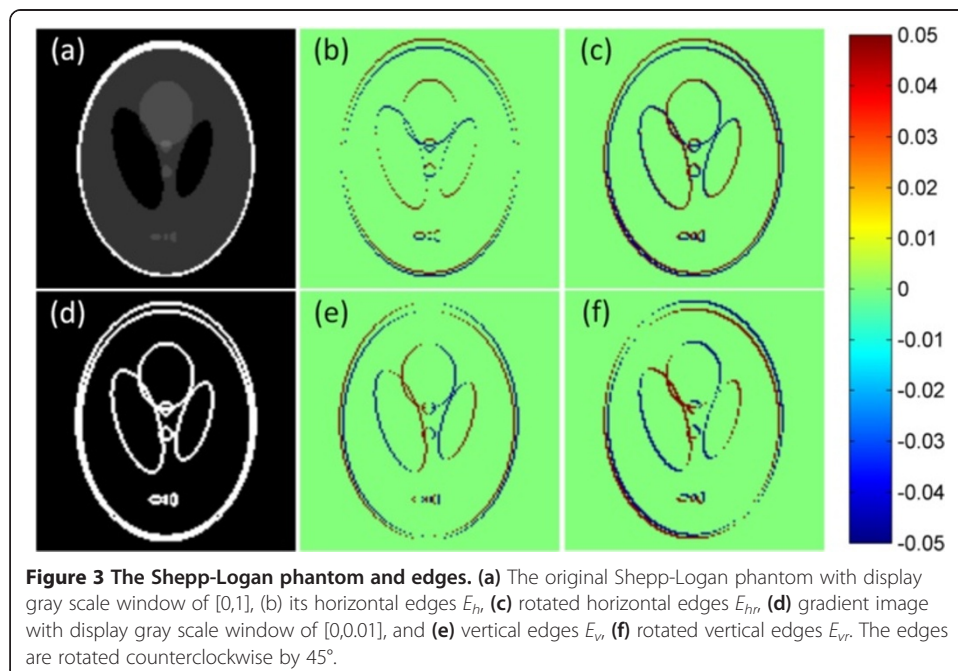 (a)
(b)
(c)
0.05
0.04
0.03
0.02
0.01
0
-0.01
-0.02
-0.03
-0.04
-0.05
(d)
(e)
(f)
Figure 3 The Shepp-Logan phantom and edges. (a) The original Shepp-Logan phantom with display
gray scale window of [0,1], (b) its horizontal edges Eh, (c) rotated horizontal edges Ehr, (d) gradient image
with display gray scale window of [0,0.01], and (e) vertical edges Ev, (f) rotated vertical edges Evr. The edges
are rotated counterclockwise by 45°.